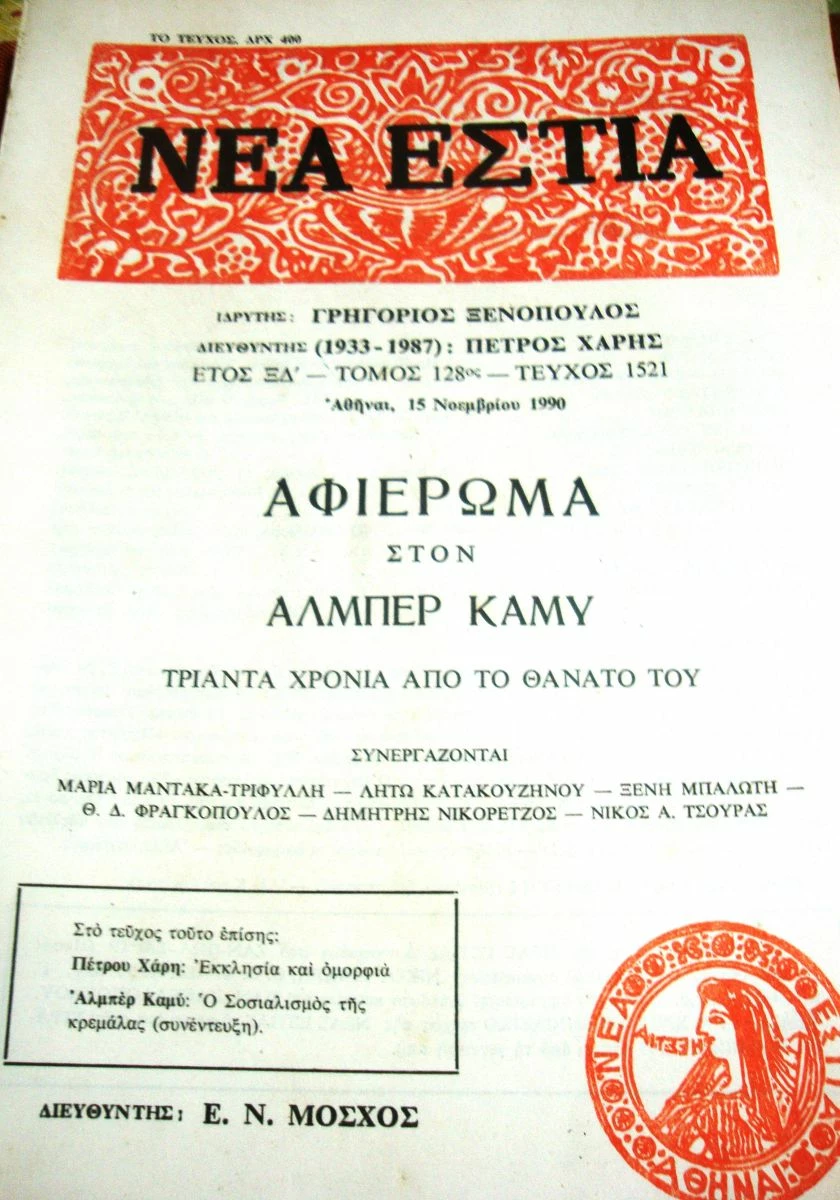 ΤΟ ΤΕΥΧΟΣ, ΔΡΧ 400
ΝΕΑ ΕΣΤΙΑ
ΙΔΡΥΤΗΣ: ΓΡΗΓΟΡΙΟΣ ΞΕΝΟΠΟΥΛΟΣ
ΔΙΕΥΘΥΝΤΗΣ (1933-1987): ΠΕΤΡΟΣ ΧΑΡΗΣ
ΕΤΟΣ ΞΔ' — ΤΟΜΟΣ 128ος — ΤΕΥΧΟΣ 1521
Ἀθῆναι, 15 Νοεμβρίου 1990
ΑΦΙΕΡΩΜΑ
ΣΤΟΝ
ΑΛΜΠΕΡ ΚΑΜΥ
ΤΡΙΑΝΤΑ ΧΡΟΝΙΑ ΑΠΟ ΤΟ ΘΑΝΑΤΟ ΤΟΥ
ΣΥΝΕΡΓΑΖΟΝΤΑΙ
ΜΑΡΙΑ ΜΑΝΤΑΚΑ-ΤΡΙΦΥΛΛΗ — ΛΗΤΩ ΚΑΤΑΚΟΥΖΗΝΟΥ — ΞΕΝΗ ΜΠΑΛΩΤΗ —
Θ. Δ. ΦΡΑΓΚΟΠΟΥΛΟΣ — ΔΗΜΗΤΡΗΣ ΝΙΚΟΡΕΤΖΟΣ — ΝΙΚΟΣ Α. ΤΣΟΥΡΑΣ
Στὸ τεῦχος τοῦτο ἐπίσης:
Πέτρου Χάρη: Ἐκκλησία καὶ ὀμορφιὰ
Ἀλμπὲρ Καμύ: Ὁ Σοσιαλισμὸς τῆς
κρεμάλας (συνέντευξη).
ΔΙΕΥΘΥΝΤΗΣ: Ε. Ν. ΜΟΣΧΟΣ
ΝΕΑ ΕΣΤΙΑ
ΑΘΗΝΑΙ
Η ΕΣΤΙΑ